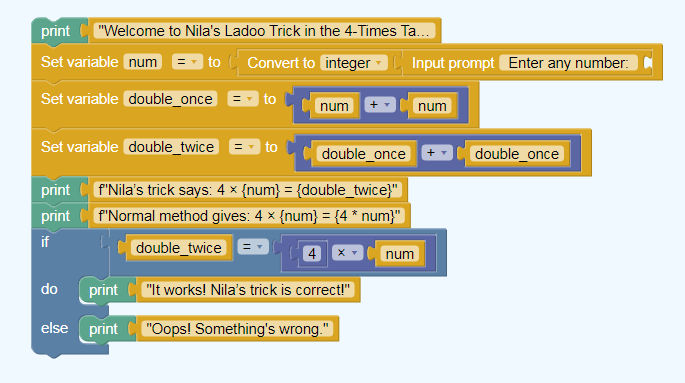 print "Welcome to Nila's Ladoo Trick in the 4-Times Ta...
Set variable num = to Convert to integer Input prompt Enter any number:
Set variable double_once = to num + num
Set variable double_twice = to double_once + double_once
print f"Nila's trick says: 4 × {num} = {double_twice}"
print f"Normal method gives: 4 × {num} = {4 * num}"
if double_twice = 4 × num
do print "It works! Nila's trick is correct!"
else print "Oops! Something's wrong."